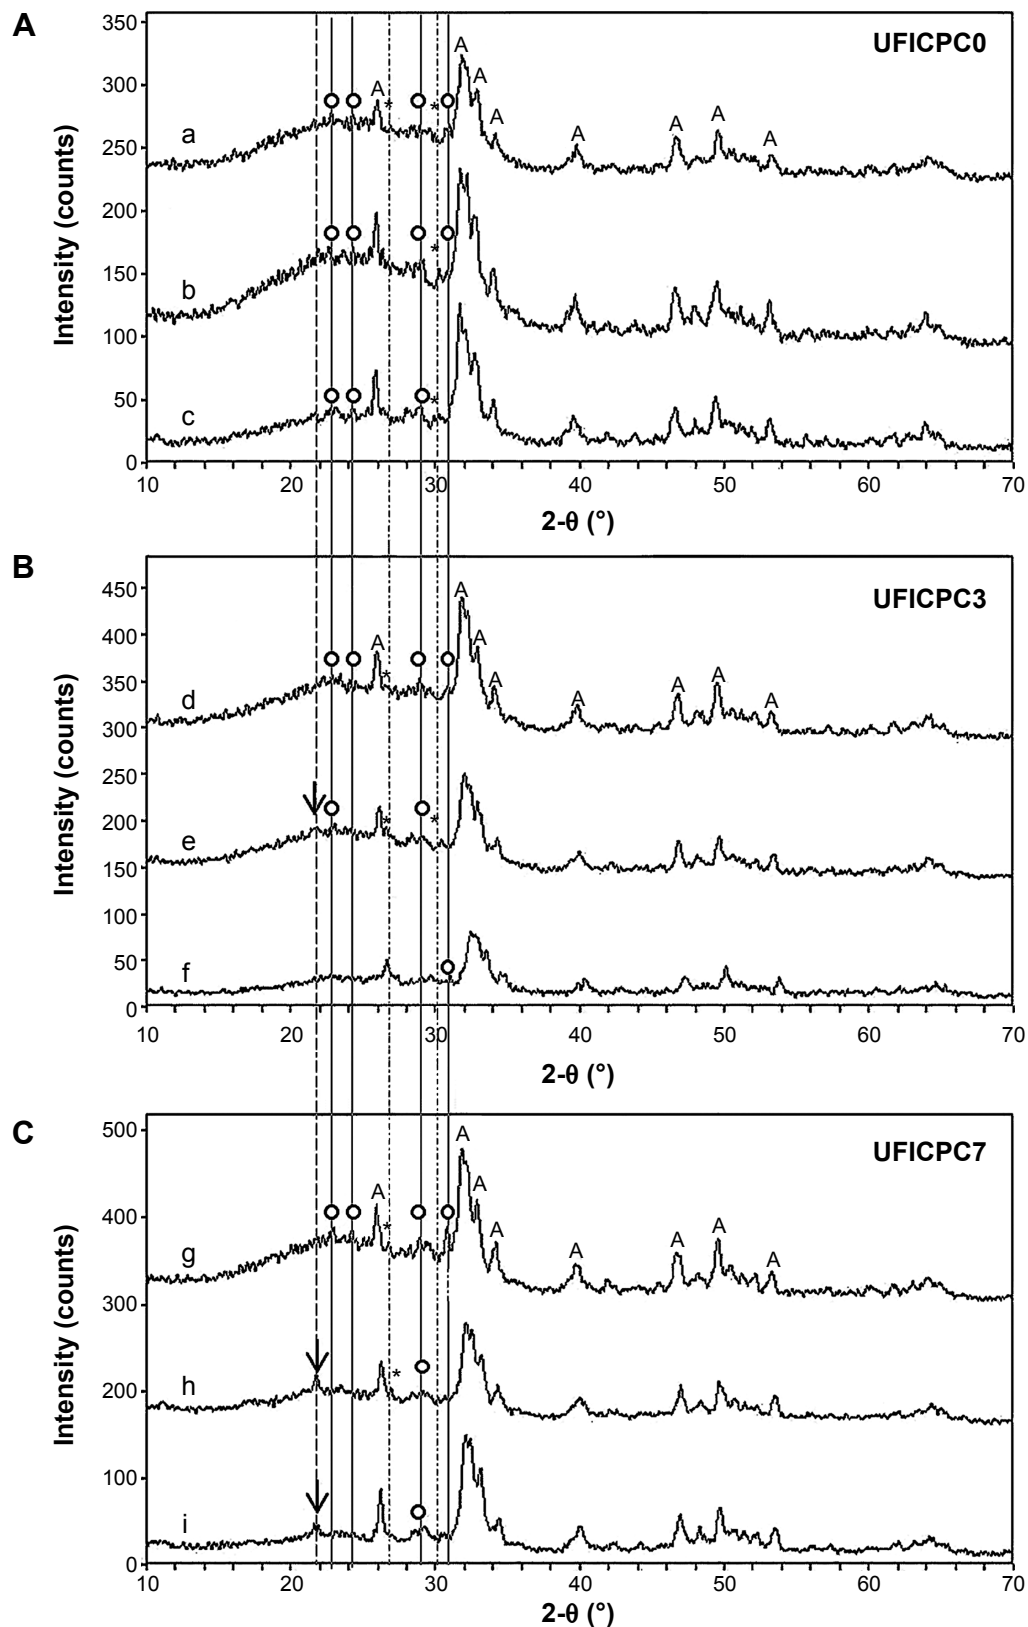 A
UFICPC0
Intensity (counts)
350
300
250
200
150
100
50
0
A
A
A
A
A
A
A
A
*
*
a
*
b
*
c
10 20 30 40 50 60 70
2-θ (°)
B
UFICPC3
Intensity (counts)
450
400
350
300
250
200
150
100
50
0
A
A
A
A
A
A
A
A
*
d
*
*
e
f
10 20 30 40 50 60 70
2-θ (°)
C
UFICPC7
Intensity (counts)
500
400
300
200
100
0
A
A
A
A
A
A
A
A
*
g
*
h
i
10 20 30 40 50 60 70
2-θ (°)